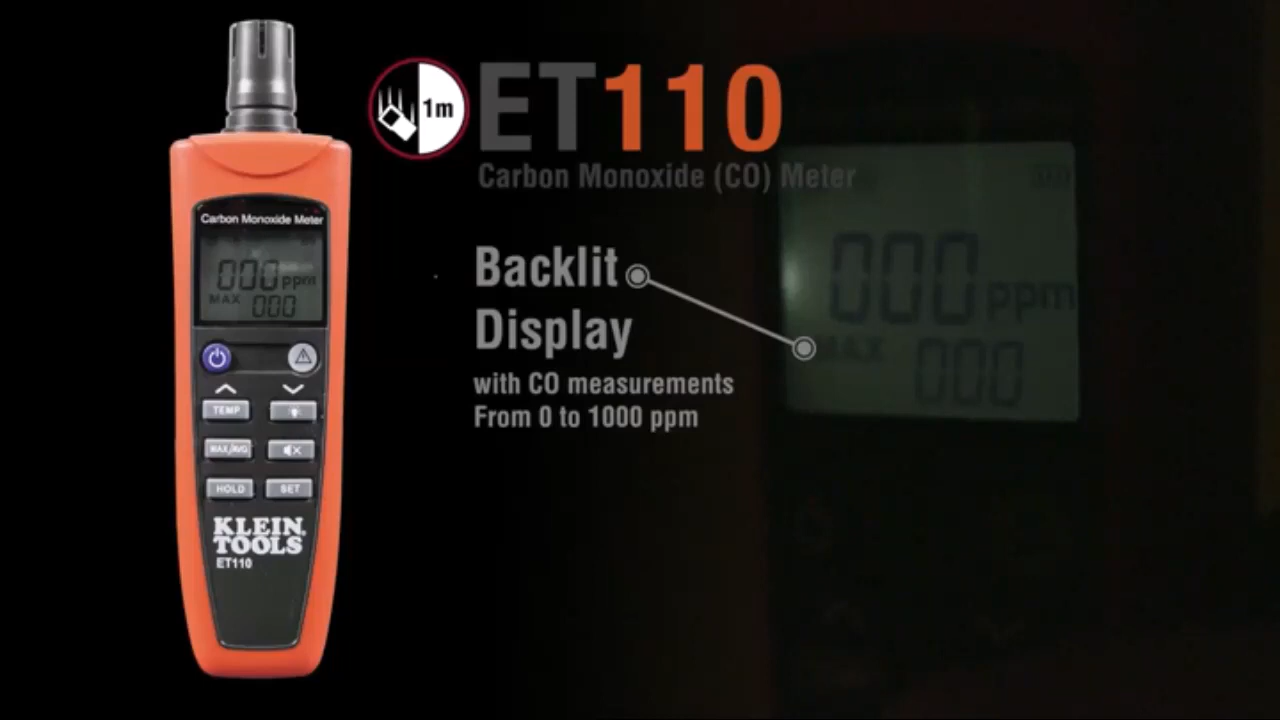 1m
ET110
Carbon Monoxide (CO) Meter
Backlit
Display
with CO measurements
From 0 to 1000 ppm
Carbon Monoxide Meter
000 ppm
MAX 000
TEMP
MAX/AVG
HOLD SET
KLEIN
TOOLS
ET110
000 ppm
MAX 000